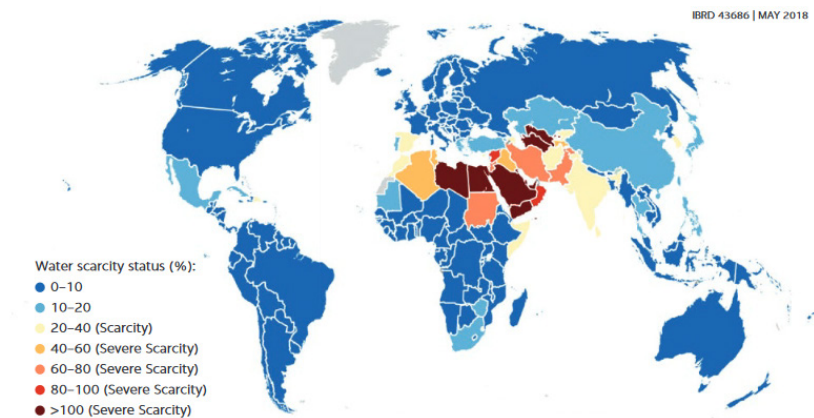 IBRD 43686 | MAY 2018
Water scarcity status (%):
0–10
10–20
20–40 (Scarcity)
40–60 (Severe Scarcity)
60–80 (Severe Scarcity)
80–100 (Severe Scarcity)
>100 (Severe Scarcity)